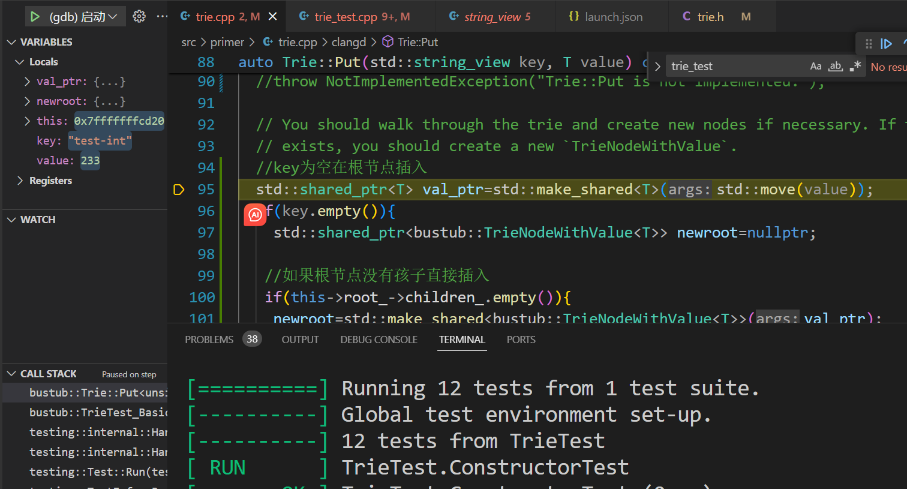 (gdb) 启动
trie.cpp 2, M
trie_test.cpp 9+, M
string_view 5
launch.json
trie.h M
VARIABLES
Locals
val_ptr: {...}
newroot: {...}
this: 0x7fffffffcd20
key: "test-int"
value: 233
Registers
WATCH
CALL STACK Paused on step
bustub::Trie::Put<uns
bustub::TrieTest_Basic
testing::internal::Han
testing::internal::Han
testing::Test::Run(tes
src > primer > trie.cpp > clangd > Trie::Put
88 auto Trie::Put(std::string_view key, T value)
trie_test
Aa ab .*
No resu
90 //throw NotImplementedException("Trie::Put is not implemented.");
91
92 // You should walk through the trie and create new nodes if necessary. If
93 // exists, you should create a new `TrieNodeWithValue`.
94 //key为空在根节点插入
95 std::shared_ptr<T> val_ptr=std::make_shared<T>(args: std::move(value));
96 f(key.empty()){
97 std::shared_ptr<bustub::TrieNodeWithValue<T>> newroot=nullptr;
98
99 //如果根节点没有孩子直接插入
100 if(this->root_->children_.empty()){
101 newroot=std::make_shared<bustub::TrieNodeWithValue<T>>(args: val_ptr);
PROBLEMS 38 OUTPUT DEBUG CONSOLE TERMINAL PORTS
[==========] Running 12 tests from 1 test suite.
[----------] Global test environment set-up.
[----------] 12 tests from TrieTest
[ RUN ] TrieTest.ConstructorTest